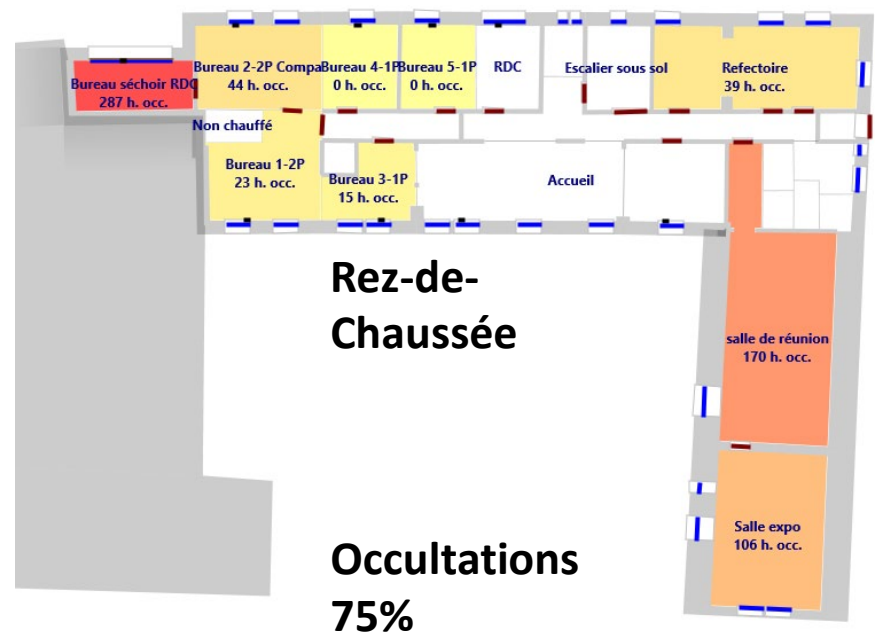 Bureau séchoir RDC
287 h. occ.
Bureau 2-2P Compa
44 h. occ.
Bureau 4-1P
0 h. occ.
Bureau 5-1P
0 h. occ.
RDC
Escalier sous sol
Refectoire
39 h. occ.
Non chauffé
Bureau 1-2P
23 h. occ.
Bureau 3-1P
15 h. occ.
Accueil
Rez-de-
Chaussée
salle de réunion
170 h. occ.
Salle expo
106 h. occ.
Occultations
75%